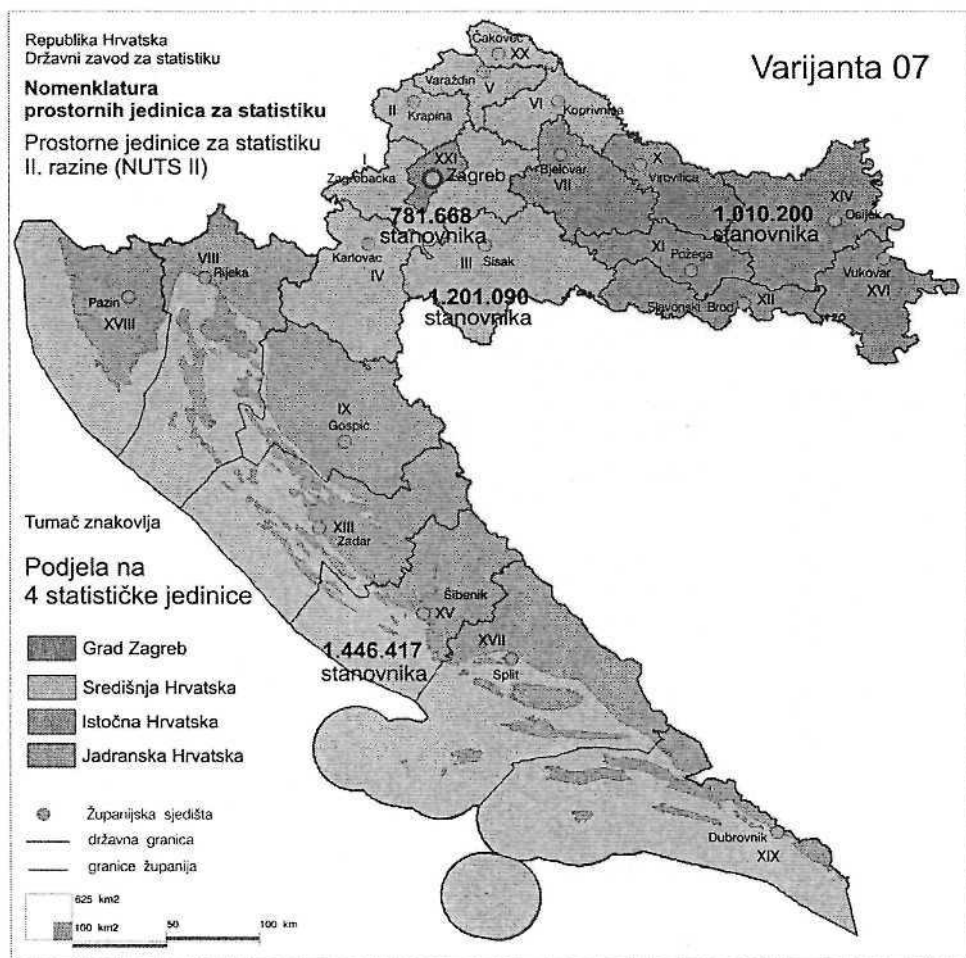 Republika Hrvatska
Državni zavod za statistiku
Nomenklatura
prostornih jedinica za statistiku
Prostorne jedinice za statistiku
II. razine (NUTS II)
Varijanta 07
Čakovec
XX
Varaždin
V
II
Krapina
VI
Koprivnica
I
Zagrebačka
XXI
Zagreb
Bjelovar
VII
X
Virovitica
XIV
Osijek
781.668
stanovnika
1.010.200
stanovnika
Karlovac
IV
III
Sisak
XI
Požega
Vukovar
XVI
1.201.090
stanovnika
Slavonski Brod
XII
VIII
Rijeka
Pazin
XVIII
IX
Gospić
XIII
Zadar
Šibenik
XV
XVII
Split
1.446.417
stanovnika
Dubrovnik
XIX
Tumač znakovlja
Podjela na
4 statističke jedinice
Grad Zagreb
Središnja Hrvatska
Istočna Hrvatska
Jadranska Hrvatska
Županijska sjedišta
državna granica
granice županija
625 km2
100 km2
50
100 km